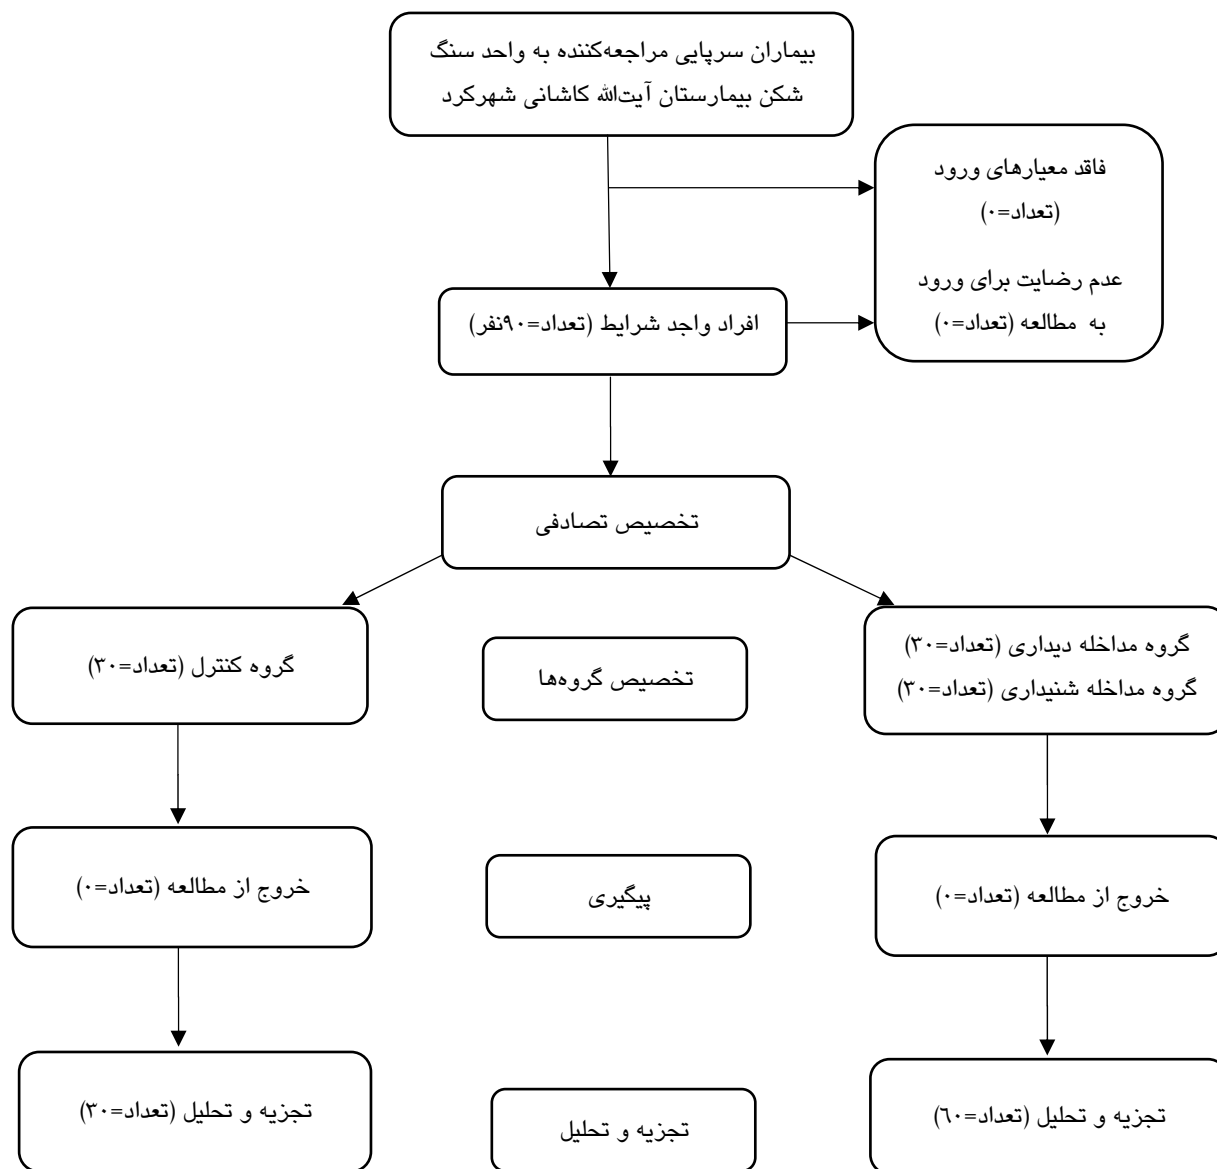 بیماران سرپایی مراجعه‌کننده به واحد سنگ
شکن بیمارستان آیت‌الله کاشانی شهرکرد
فاقد معیارهای ورود
(تعداد=۰)
عدم رضایت برای ورود
به مطالعه (تعداد=۰)
افراد واجد شرایط (تعداد=۹۰نفر)
تخصیص تصادفی
گروه مداخله دیداری (تعداد=۳۰)
گروه مداخله شنیداری (تعداد=۳۰)
تخصیص گروه‌ها
گروه کنترل (تعداد=۳۰)
خروج از مطالعه (تعداد=۰)
پیگیری
خروج از مطالعه (تعداد=۰)
تجزیه و تحلیل (تعداد=۶۰)
تجزیه و تحلیل
تجزیه و تحلیل (تعداد=۳۰)